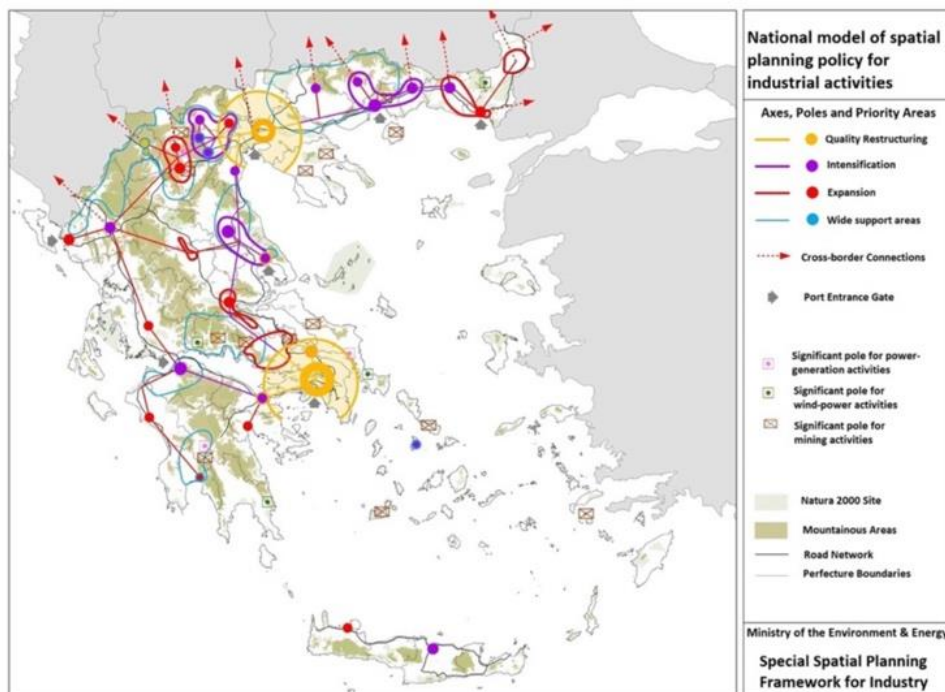 National model of spatial
planning policy for
industrial activities
Axes, Poles and Priority Areas
Quality Restructuring
Intensification
Expansion
Wide support areas
Cross-border Connections
Port Entrance Gate
Significant pole for power-
generation activities
Significant pole for
wind-power activities
Significant pole for
mining activities
Natura 2000 Site
Mountainous Areas
Road Network
Perfecture Boundaries
Ministry of the Environment & Energy
Special Spatial Planning
Framework for Industry